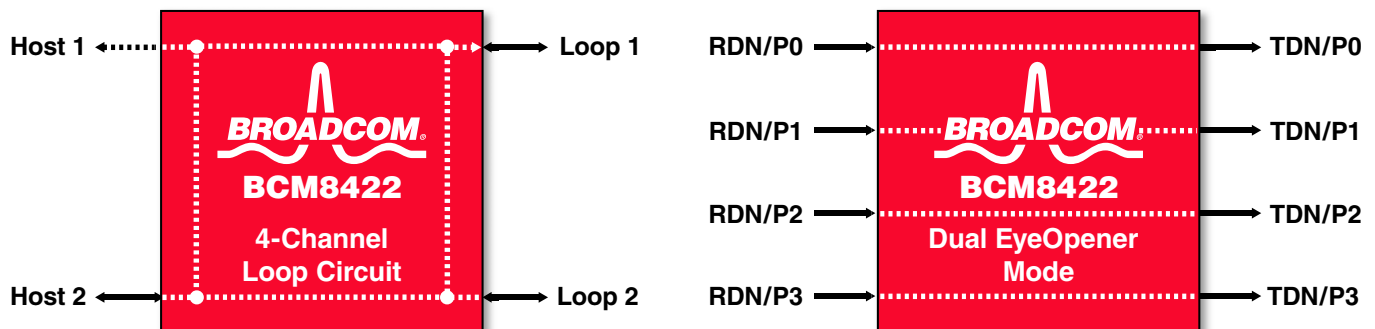 Host 1
Loop 1
BROADCOM®
BCM8422
4-Channel
Loop Circuit
Host 2
Loop 2
RDN/P0
TDN/P0
RDN/P1
BROADCOM®
TDN/P1
BCM8422
RDN/P2
TDN/P2
Dual EyeOpener
Mode
RDN/P3
TDN/P3